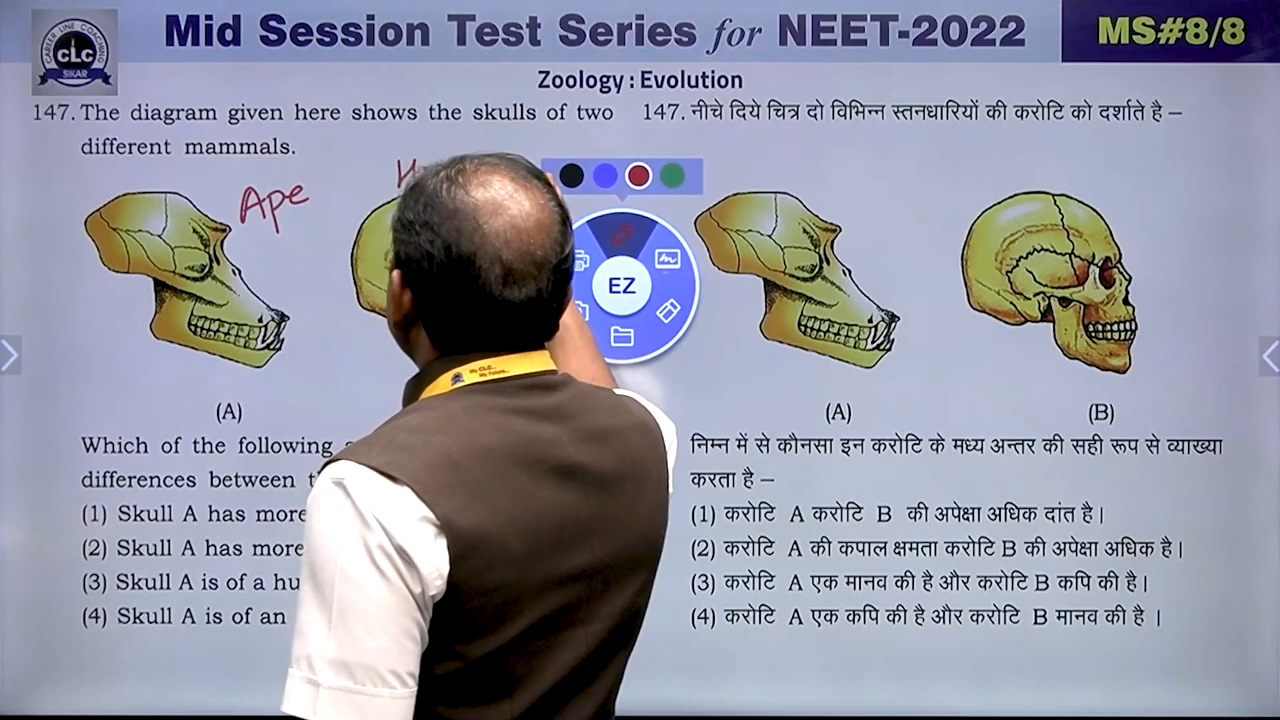 CAREER LINE COACHING
CLC
SIKAR
Mid Session Test Series for NEET-2022
MS#8/8
Zoology : Evolution
147. The diagram given here shows the skulls of two
different mammals.
Ape
H
(A)
Which of the following
differences between
(1) Skull A has more
(2) Skull A has more
(3) Skull A is of a hu
(4) Skull A is of an
EZ
My CLC...
My Future...
147. नीचे दिये चित्र दो विभिन्न स्तनधारियों की करोटि को दर्शाते है –
(A)
(B)
निम्न में से कौनसा इन करोटि के मध्य अन्तर की सही रूप से व्याख्या
करता है –
(1) करोटि A करोटि B की अपेक्षा अधिक दांत है।
(2) करोटि A की कपाल क्षमता करोटि B की अपेक्षा अधिक है।
(3) करोटि A एक मानव की है और करोटि B कपि की है।
(4) करोटि A एक कपि की है और करोटि B मानव की है ।